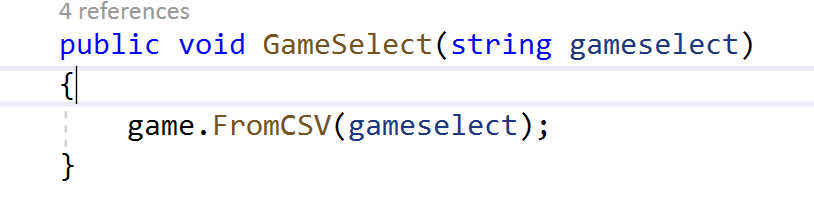 4 references
public void GameSelect(string gameselect)
{
game.FromCSV(gameselect);
}